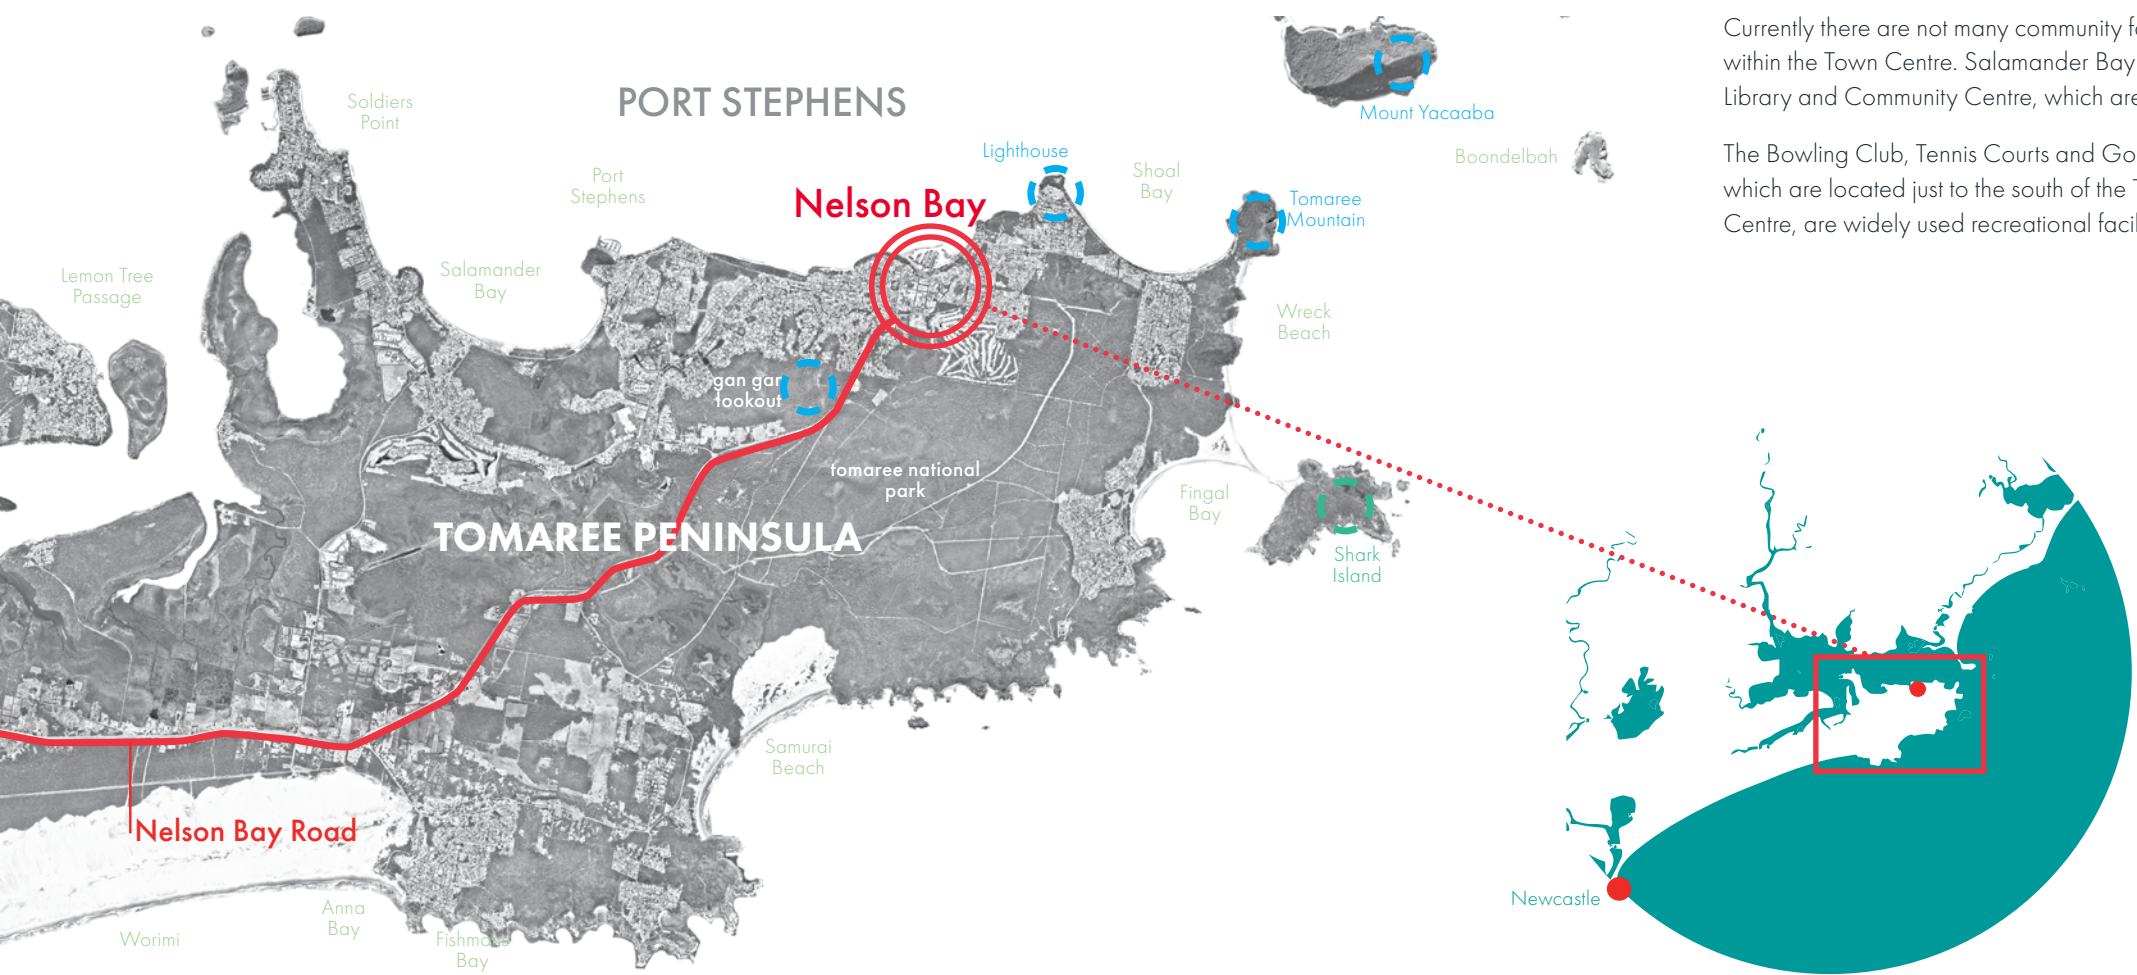 Currently there are not many community
within the Town Centre. Salamander Bay
Library and Community Centre, which are
The Bowling Club, Tennis Courts and
which are located just to the south of the
Centre, are widely used recreational
PORT STEPHENS
Soldiers
Point
Mount Yacaaba
Lighthouse
Boondelbah
Shoal
Bay
Port
Stephens
Nelson Bay
Tomaree
Mountain
Lemon Tree
Passage
Salamander
Bay
Wreck
Beach
gan gan
lookout
tomaree national
park
Fingal
Bay
TOMAREE PENINSULA
Shark
Island
Samurai
Beach
Nelson Bay Road
Newcastle
Anna
Bay
Worimi
Bay